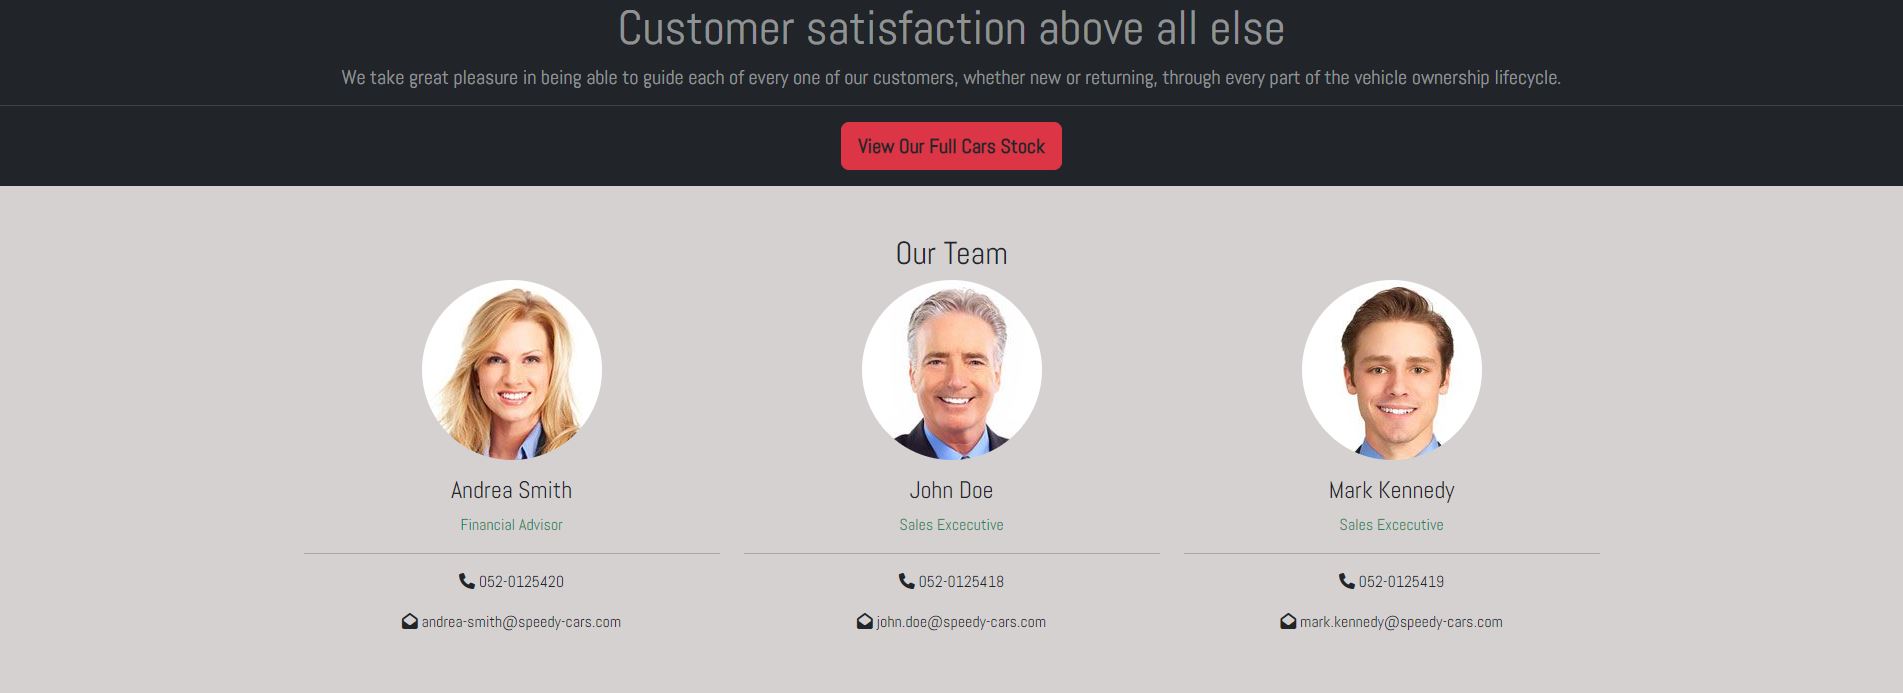 Customer satisfaction above all else
We take great pleasure in being able to guide each of every one of our customers, whether new or returning, through every part of the vehicle ownership lifecycle.
View Our Full Cars Stock
Our Team
Andrea Smith
Financial Advisor
052-0125420
andrea-smith@speedy-cars.com
John Doe
Sales Excecutive
052-0125418
john.doe@speedy-cars.com
Mark Kennedy
Sales Excecutive
052-0125419
mark.kennedy@speedy-cars.com